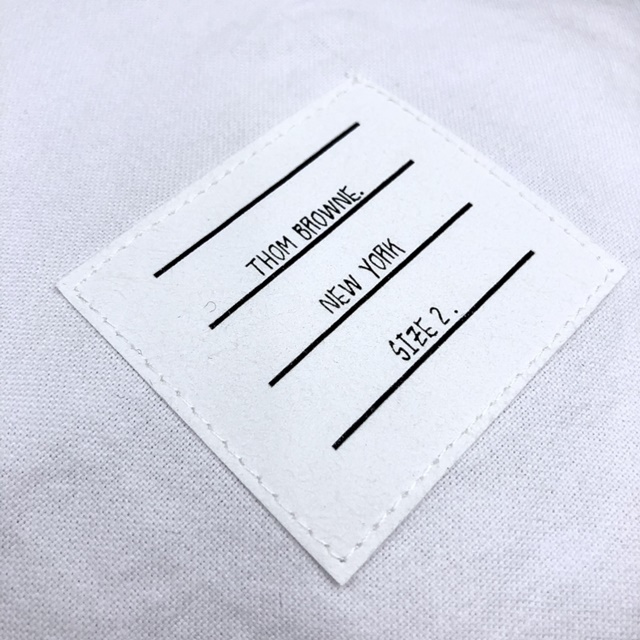 THOM BROWNE.
NEW YORK
SIZE 2.